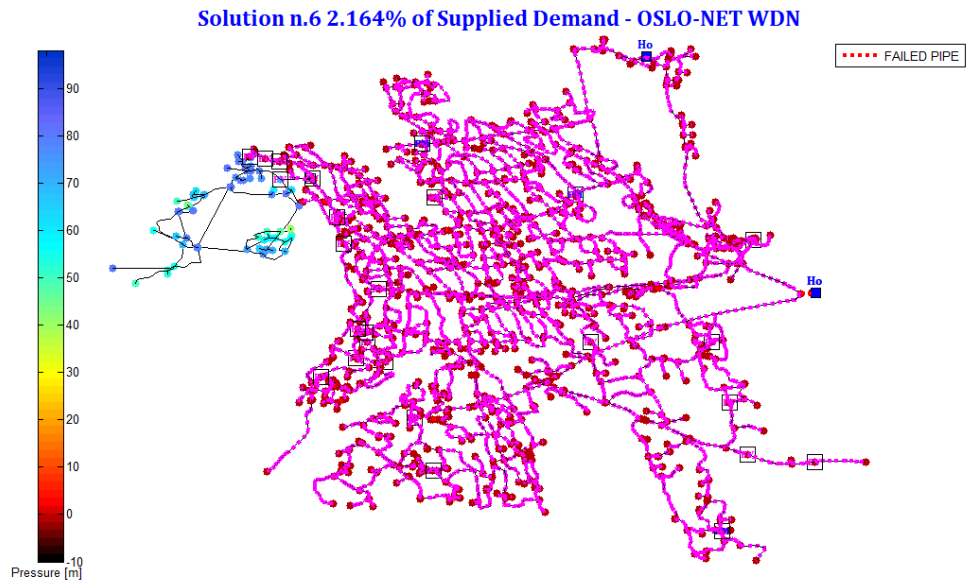 Solution n.6 2.164% of Supplied Demand - OSLO-NET WDN
Ho
FAILED PIPE
90
80
70
60
50
40
30
20
10
0
-10
Ho
Pressure [m]